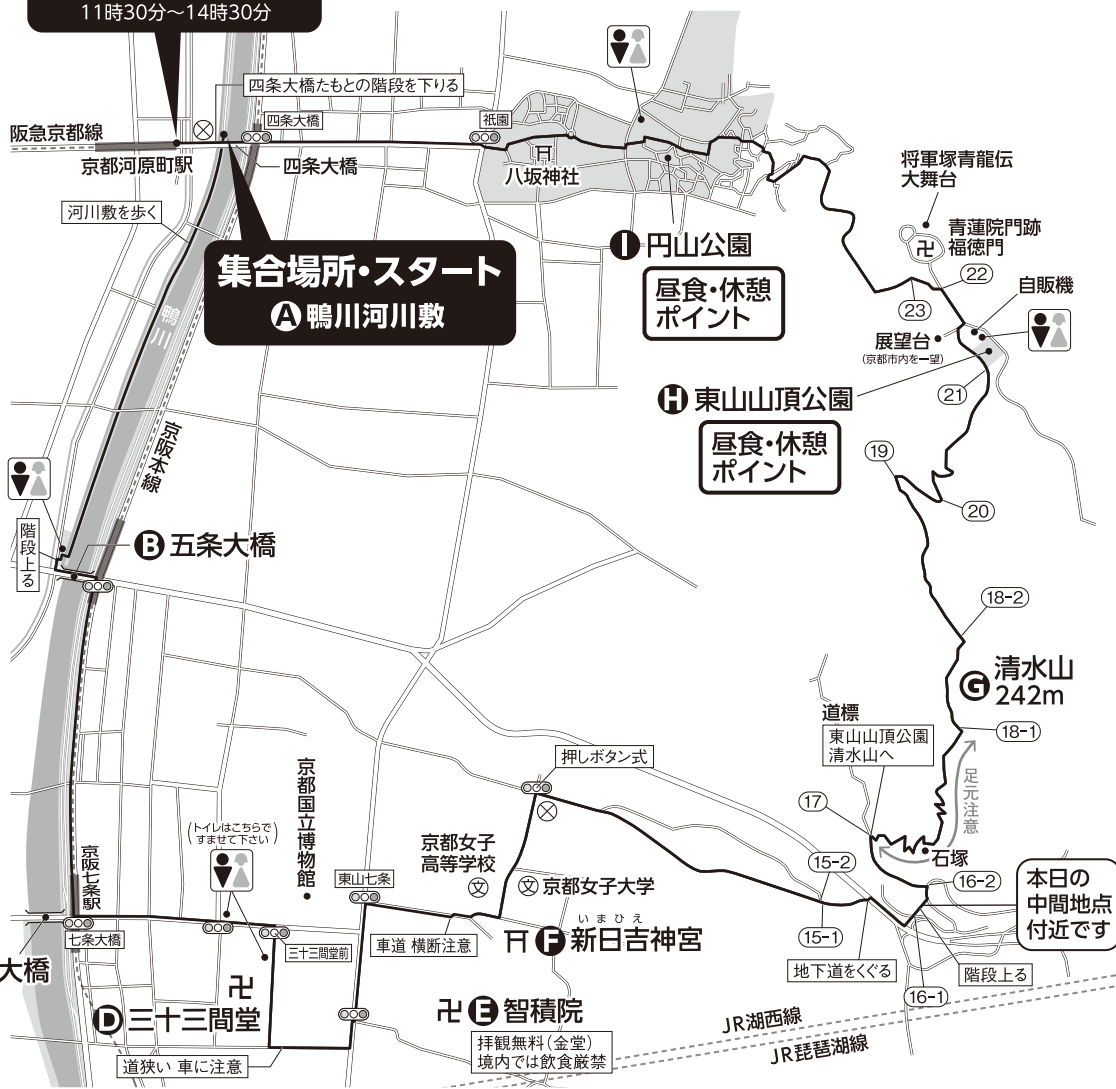 11時30分～14時30分
四条大橋たもとの階段を下りる
阪急京都線
京都河原町駅
四条大橋
四条大橋
祇園
八坂神社
河川敷を歩く
集合場所・スタート
A 鴨川河川敷
鴨川
I 円山公園
昼食・休憩
ポイント
将軍塚青龍伝
大舞台
青蓮院門跡
福徳門
22
23
自販機
展望台
(京都市内を一望)
H 東山山頂公園
昼食・休憩
ポイント
21
19
20
京阪本線
階段上る
B 五条大橋
18-2
G 清水山
242m
18-1
道標
東山山頂公園
清水山へ
足元注意
17
石塚
押しボタン式
京都国立博物館
(トイレはこちらで
すませて下さい)
京都女子
高等学校
文
文 京都女子大学
15-2
16-2
本日の
中間地点
付近です
京阪七条駅
東山七条
七条大橋
三十三間堂前
車道 横断注意
いまひえ
F 新日吉神宮
15-1
地下道をくぐる
階段上る
16-1
大橋
卍
D 三十三間堂
道狭い 車に注意
卍 E 智積院
拝観無料(金堂)
境内では飲食厳禁
JR湖西線
JR琵琶湖線